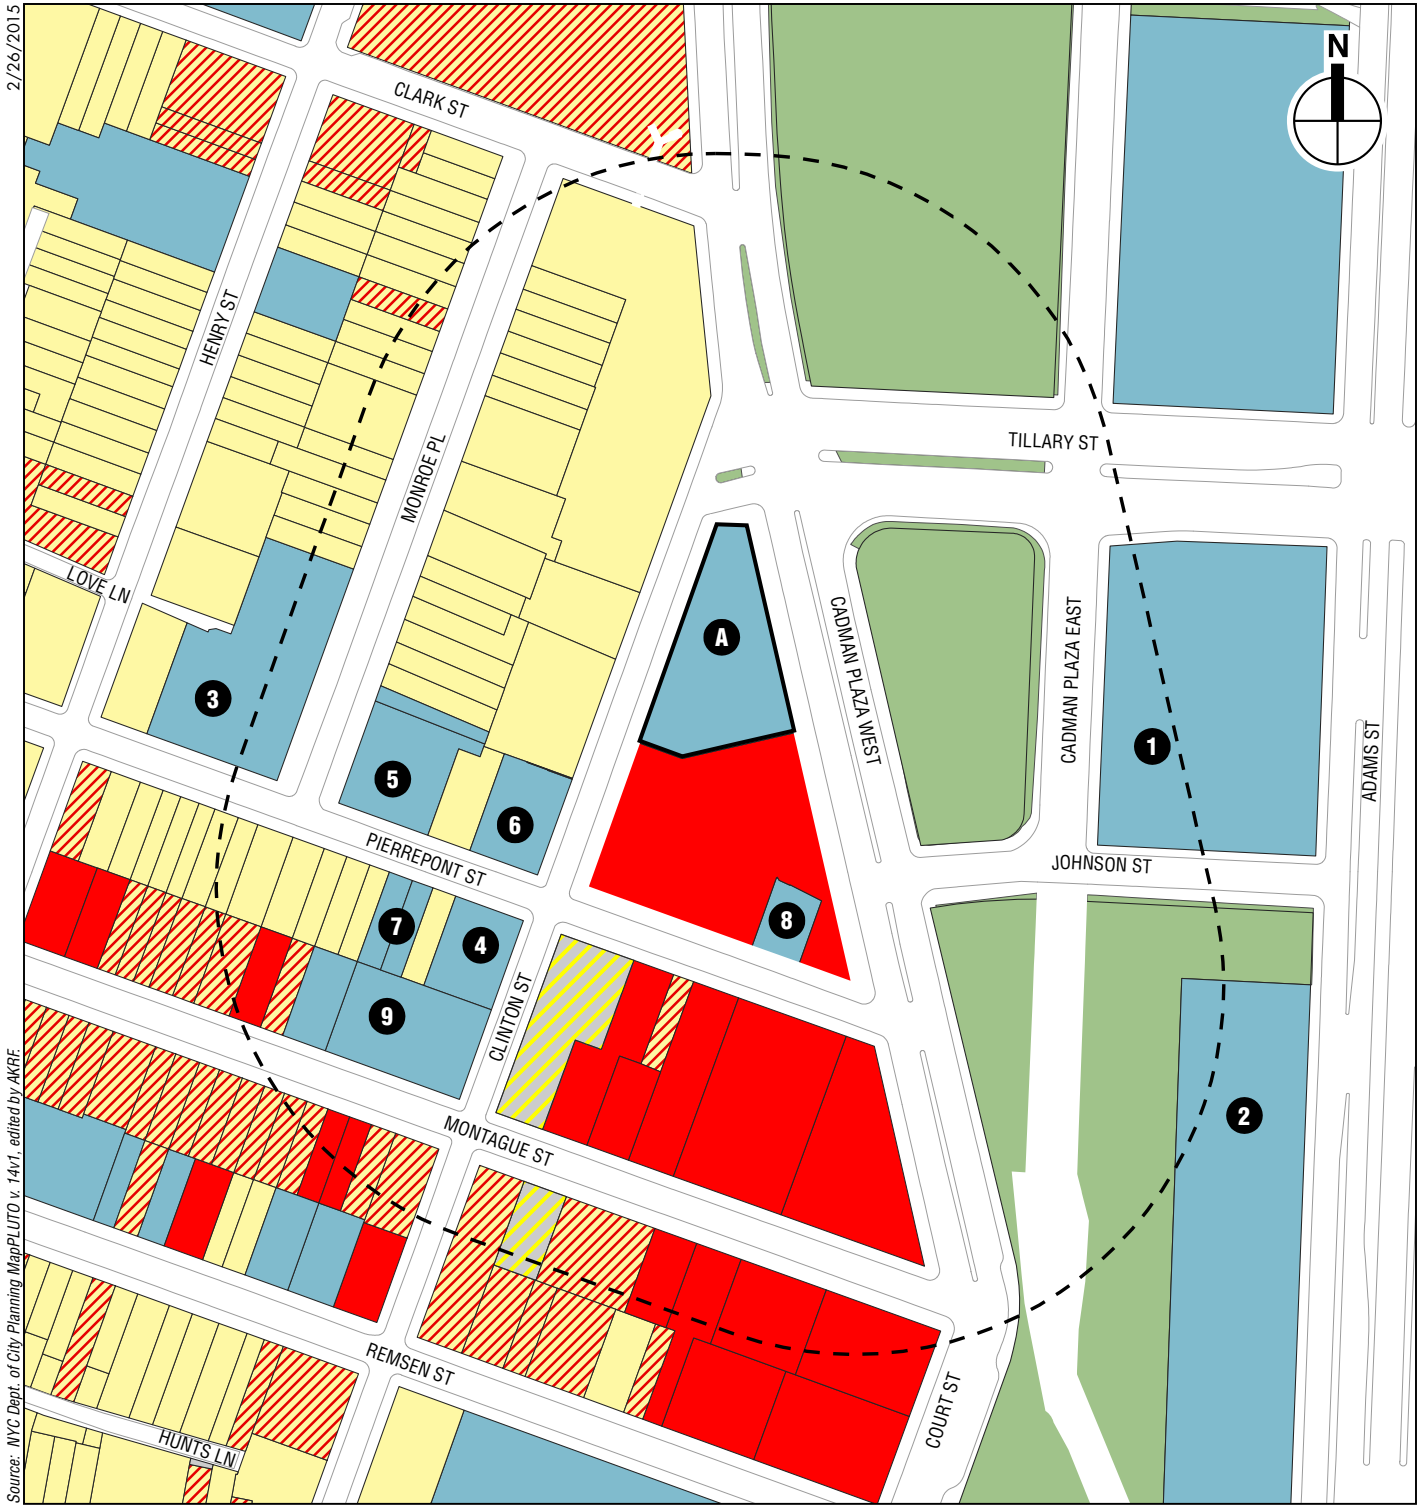 2/26/2015
N
CLARK ST
HENRY ST
MONROE PL
TILLARY ST
LOVE LN
A
CADMAN PLAZA WEST
CADMAN PLAZA EAST
3
1
ADAMS ST
5
6
PIERREPONT ST
JOHNSON ST
7
4
8
9
CLINTON ST
2
MONTAGUE ST
REMSEN ST
COURT ST
HUNTS LN
Source: NYC Dept. of City Planning MapPLUTO v. 14v1, edited by AKRF.